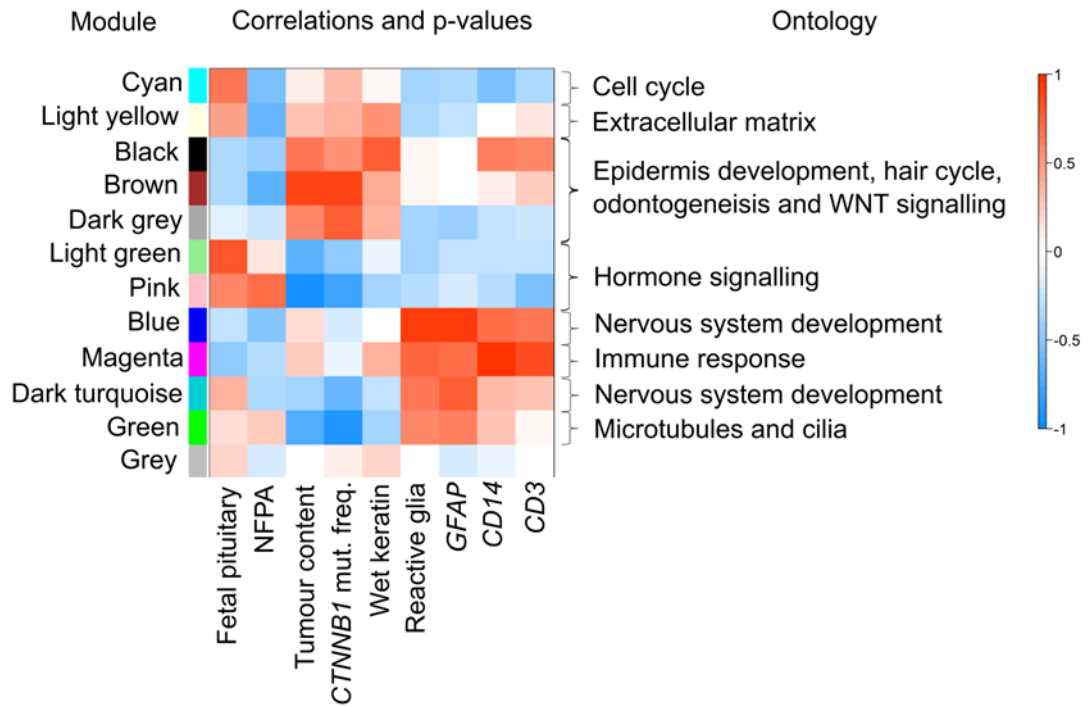 Module Correlations and p-values Ontology
Cyan
Light yellow
Black
Brown
Dark grey
Light green
Pink
Blue
Magenta
Dark turquoise
Green
Grey
Cell cycle
Extracellular matrix
Epidermis development, hair cycle,
odontogeneisis and WNT signalling
Hormone signalling
Nervous system development
Immune response
Nervous system development
Microtubules and cilia
1
0.5
0
-0.5
-1
Fetal pituitary
NFPA
Tumour content
CTNNB1 mut. freq.
Wet keratin
Reactive glia
GFAP
CD14
CD3